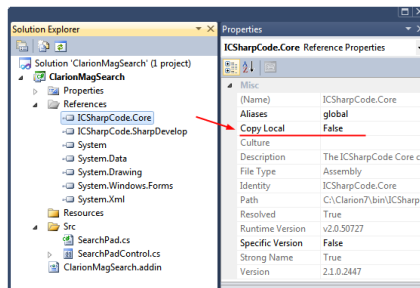 Solution Explorer
Solution 'ClarionMagSearch' (1 project)
ClarionMagSearch
Properties
References
ICSharpCode.Core
ICSharpCode.SharpDevelop
System
System.Data
System.Drawing
System.Windows.Forms
System.Xml
Resources
Src
SearchPad.cs
SearchPadControl.cs
ClarionMagSearch.addin
Properties
ICSharpCode.Core Reference Properties
Misc
(Name) ICSharpCode.Core
Aliases global
Copy Local False
Culture
Description The ICSharpCode Core c
File Type Assembly
Identity ICSharpCode.Core
Path C:\Clarion7\bin\ICSharp
Resolved True
Runtime Version v2.0.50727
Specific Version False
Strong Name True
Version 2.1.0.2447